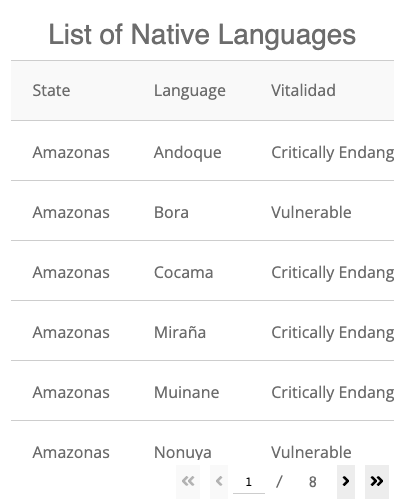 List of Native Languages
State Language Vitalidad
Amazonas Andoque Critically Endang
Amazonas Bora Vulnerable
Amazonas Cocama Critically Endang
Amazonas Miraña Critically Endang
Amazonas Muinane Critically Endang
Amazonas Nonuya Vulnerable
1 / 8